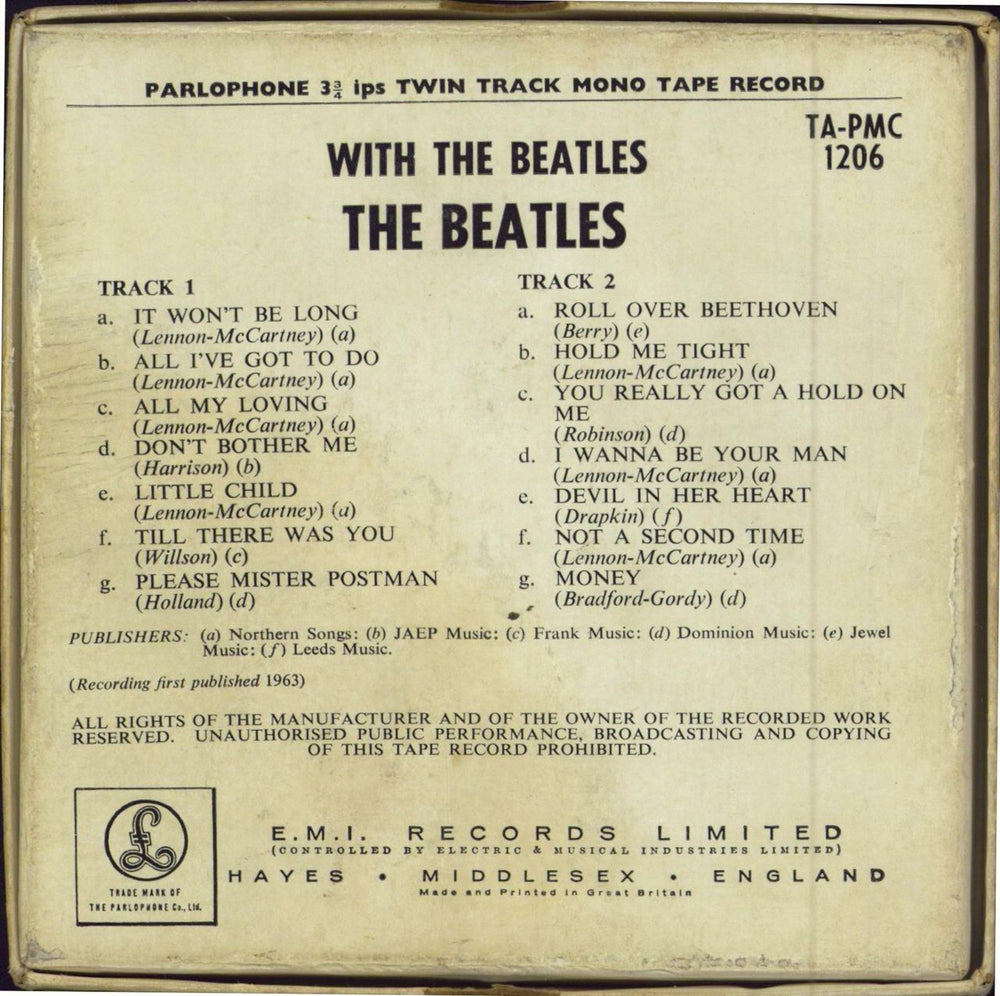 PARLOPHONE 3¾ ips TWIN TRACK MONO TAPE RECORD
TA-PMC
1206
WITH THE BEATLES
THE BEATLES
TRACK 1
a. IT WON'T BE LONG
(Lennon-McCartney) (a)
b. ALL I'VE GOT TO DO
(Lennon-McCartney) (a)
c. ALL MY LOVING
(Lennon-McCartney) (a)
d. DON'T BOTHER ME
(Harrison) (b)
e. LITTLE CHILD
(Lennon-McCartney) (a)
f. TILL THERE WAS YOU
(Willson) (c)
g. PLEASE MISTER POSTMAN
(Holland) (d)
TRACK 2
a. ROLL OVER BEETHOVEN
(Berry) (e)
b. HOLD ME TIGHT
(Lennon-McCartney) (a)
c. YOU REALLY GOT A HOLD ON
ME
(Robinson) (d)
d. I WANNA BE YOUR MAN
(Lennon-McCartney) (a)
e. DEVIL IN HER HEART
(Drapkin) (f)
f. NOT A SECOND TIME
(Lennon-McCartney) (a)
g. MONEY
(Bradford-Gordy) (d)
PUBLISHERS: (a) Northern Songs: (b) JAEP Music: (c) Frank Music: (d) Dominion Music: (e) Jewel
Music: (f) Leeds Music.
(Recording first published 1963)
ALL RIGHTS OF THE MANUFACTURER AND OF THE OWNER OF THE RECORDED WORK
RESERVED. UNAUTHORISED PUBLIC PERFORMANCE, BROADCASTING AND COPYING
OF THIS TAPE RECORD PROHIBITED.
£
TRADE MARK OF
THE PARLOPHONE Co., Ltd.
E.M.I. RECORDS LIMITED
(CONTROLLED BY ELECTRIC & MUSICAL INDUSTRIES LIMITED)
HAYES • MIDDLESEX • ENGLAND
Made and Printed in Great Britain